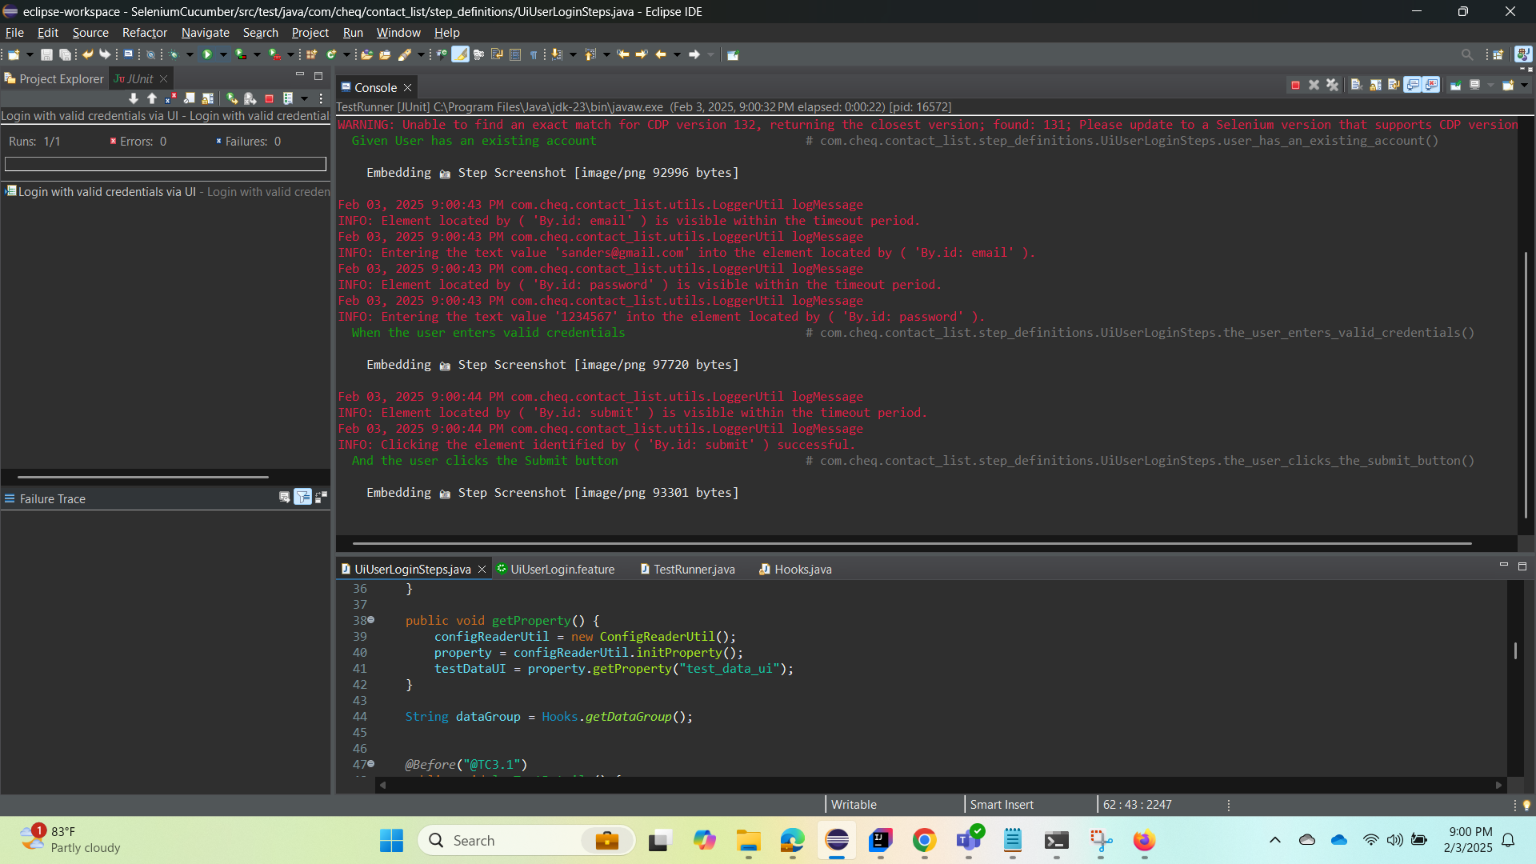 eclipse-workspace - SeleniumCucumber/src/test/java/com/cheq/contact_list/step_definitions/UiUserLoginSteps.java - Eclipse IDE
File Edit Source Refactor Navigate Search Project Run Window Help
Project Explorer JUnit
Login with valid credentials via UI - Login with valid credential
Runs: 1/1 Errors: 0 Failures: 0
Login with valid credentials via UI - Login with valid creden
Failure Trace
Console
TestRunner [JUnit] C:\Program Files\Java\jdk-23\bin\javaw.exe (Feb 3, 2025, 9:00:32 PM elapsed: 0:00:22) [pid: 16572]
WARNING: Unable to find an exact match for CDP version 132, returning the closest version; found: 131; Please update to a Selenium version that supports CDP version
Given User has an existing account # com.cheq.contact_list.step_definitions.UiUserLoginSteps.user_has_an_existing_account()
Embedding Step Screenshot [image/png 92996 bytes]
Feb 03, 2025 9:00:43 PM com.cheq.contact_list.utils.LoggerUtil logMessage
INFO: Element located by ( 'By.id: email' ) is visible within the timeout period.
Feb 03, 2025 9:00:43 PM com.cheq.contact_list.utils.LoggerUtil logMessage
INFO: Entering the text value 'sanders@gmail.com' into the element located by ( 'By.id: email' ).
Feb 03, 2025 9:00:43 PM com.cheq.contact_list.utils.LoggerUtil logMessage
INFO: Element located by ( 'By.id: password' ) is visible within the timeout period.
Feb 03, 2025 9:00:43 PM com.cheq.contact_list.utils.LoggerUtil logMessage
INFO: Entering the text value '1234567' into the element located by ( 'By.id: password' ).
When the user enters valid credentials # com.cheq.contact_list.step_definitions.UiUserLoginSteps.the_user_enters_valid_credentials()
Embedding Step Screenshot [image/png 97720 bytes]
Feb 03, 2025 9:00:44 PM com.cheq.contact_list.utils.LoggerUtil logMessage
INFO: Element located by ( 'By.id: submit' ) is visible within the timeout period.
Feb 03, 2025 9:00:44 PM com.cheq.contact_list.utils.LoggerUtil logMessage
INFO: Clicking the element identified by ( 'By.id: submit' ) successful.
And the user clicks the Submit button # com.cheq.contact_list.step_definitions.UiUserLoginSteps.the_user_clicks_the_submit_button()
Embedding Step Screenshot [image/png 93301 bytes]
UiUserLoginSteps.java UiUserLogin.feature TestRunner.java Hooks.java
36 }
37
38 public void getProperty() {
39 configReaderUtil = new ConfigReaderUtil();
40 property = configReaderUtil.initProperty();
41 testDataUI = property.getProperty("test_data_ui");
42 }
43
44 String dataGroup = Hooks.getDataGroup();
45
46
47 @Before("@TC3.1")
Writable Smart Insert 62 : 43 : 2247
1
83°F
Partly cloudy
Search
9:00 PM
2/3/2025